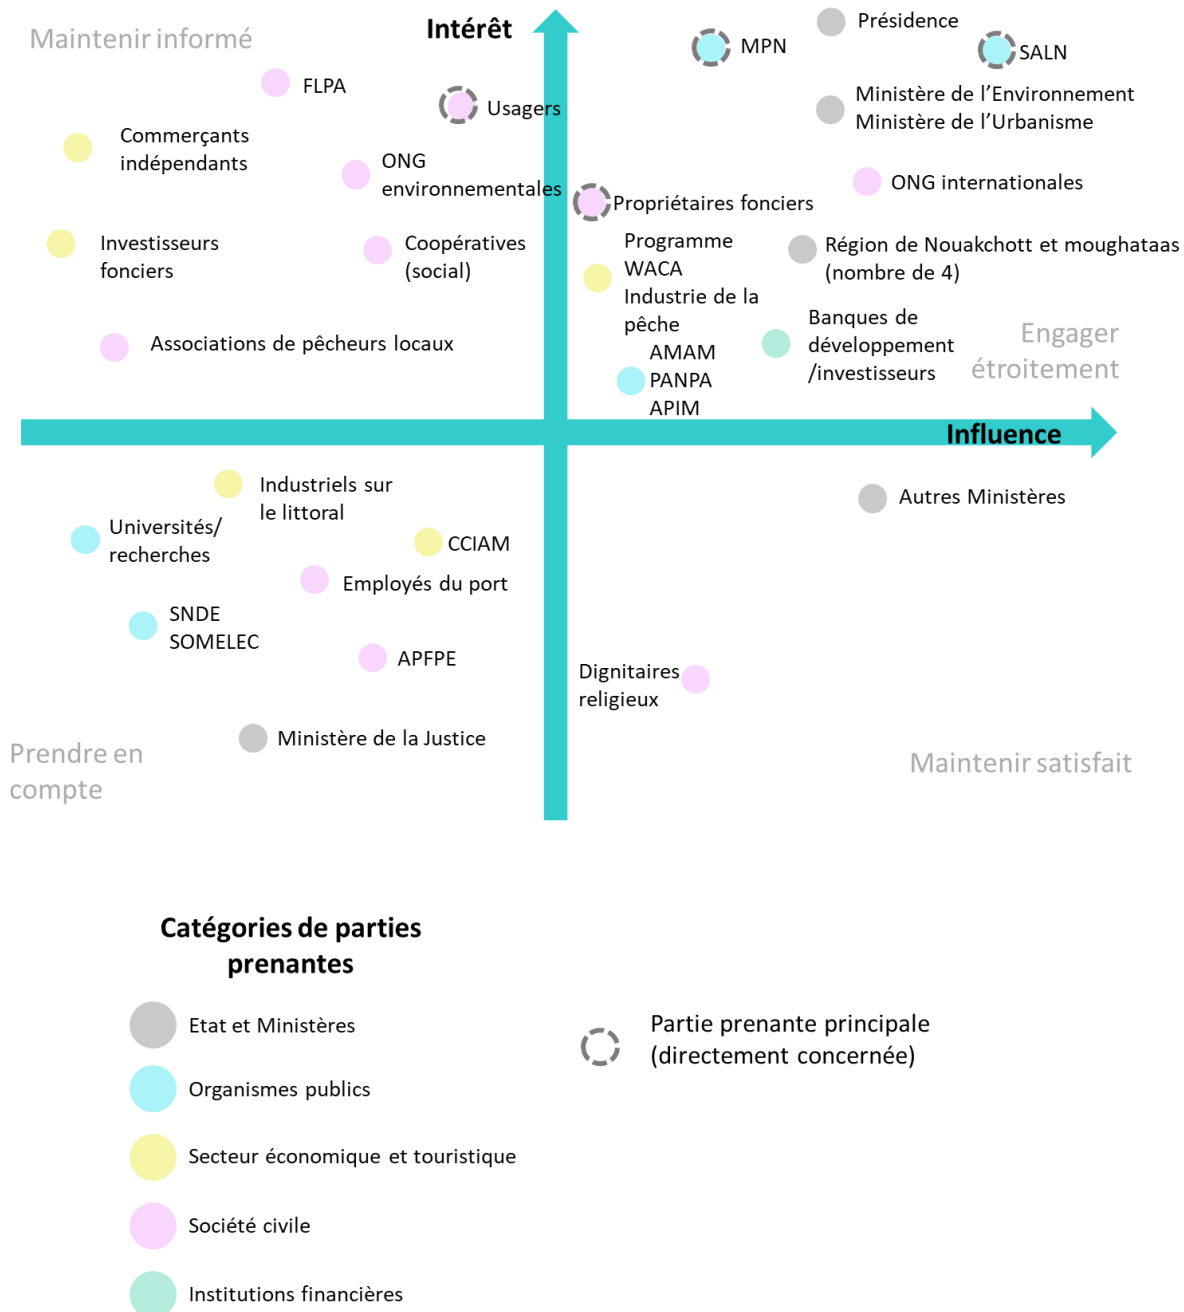 Maintenir informé
Intérêt
Présidence
MPN
SALN
FLPA
Usagers
Ministère de l’Environnement
Ministère de l’Urbanisme
Commerçants
indépendants
ONG
environnementales
ONG internationales
Propriétaires fonciers
Investisseurs
fonciers
Coopératives
(social)
Programme
WACA
Industrie de la
pêche
Région de Nouakchott et moughataas
(nombre de 4)
Associations de pêcheurs locaux
Banques de
développement
/investisseurs
Engager
étroitement
AMAM
PANPA
APIM
Influence
Industriels sur
le littoral
Autres Ministères
Universités/
recherches
CCIAM
Employés du port
SNDE
SOMELEC
APFPE
Dignitaires
religieux
Ministère de la Justice
Prendre en
compte
Maintenir satisfait
Catégories de parties
prenantes
Etat et Ministères
Partie prenante principale
(directement concernée)
Organismes publics
Secteur économique et touristique
Société civile
Institutions financières